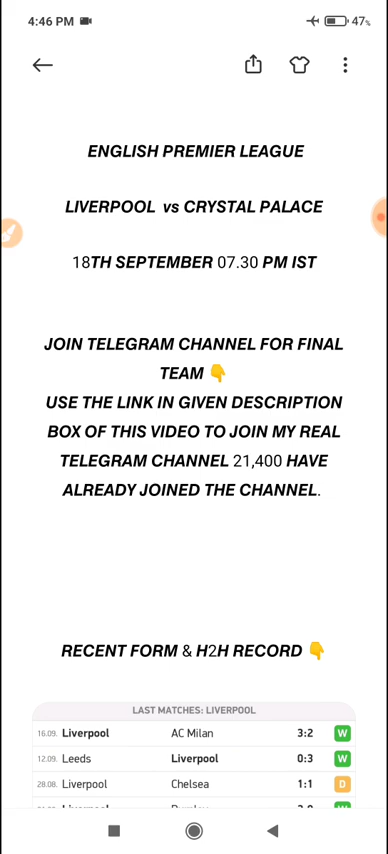 4:46 PM
47%
ENGLISH PREMIER LEAGUE
LIVERPOOL vs CRYSTAL PALACE
18TH SEPTEMBER 07.30 PM IST
JOIN TELEGRAM CHANNEL FOR FINAL
TEAM 👇
USE THE LINK IN GIVEN DESCRIPTION
BOX OF THIS VIDEO TO JOIN MY REAL
TELEGRAM CHANNEL 21,400 HAVE
ALREADY JOINED THE CHANNEL.
RECENT FORM & H2H RECORD 👇
LAST MATCHES: LIVERPOOL
16.09. Liverpool AC Milan 3:2 W
12.09. Leeds Liverpool 0:3 W
28.08. Liverpool Chelsea 1:1 D
Liverpool Burnley